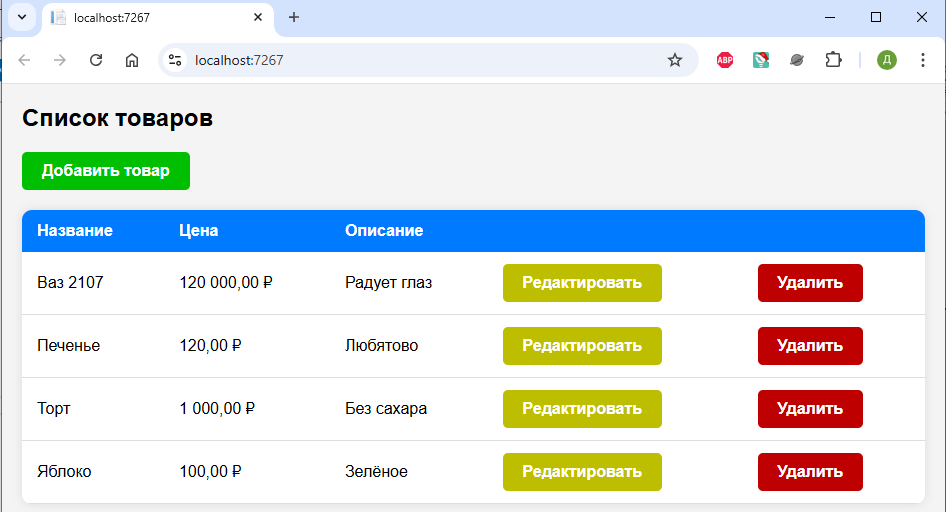 localhost:7267
localhost:7267
ABP
Д
Список товаров
Добавить товар
Название Цена Описание
Ваз 2107 120 000,00 ₽ Радует глаз Редактировать Удалить
Печенье 120,00 ₽ Любятово Редактировать Удалить
Торт 1 000,00 ₽ Без сахара Редактировать Удалить
Яблоко 100,00 ₽ Зелёное Редактировать Удалить